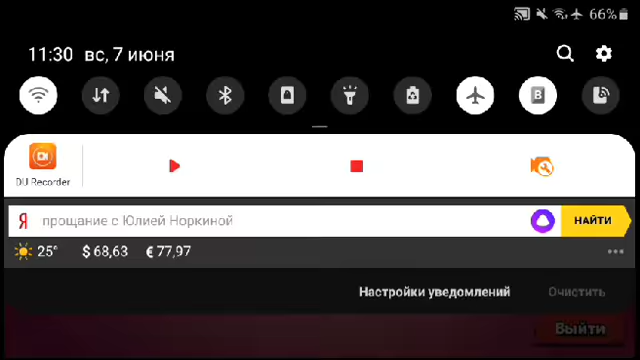 66%
11:30 вс, 7 июня
DU Recorder
Я прощание с Юлией Норкиной НАЙТИ
25° $ 68,63 € 77,97
Настройки уведомлений Очистить
Выйти